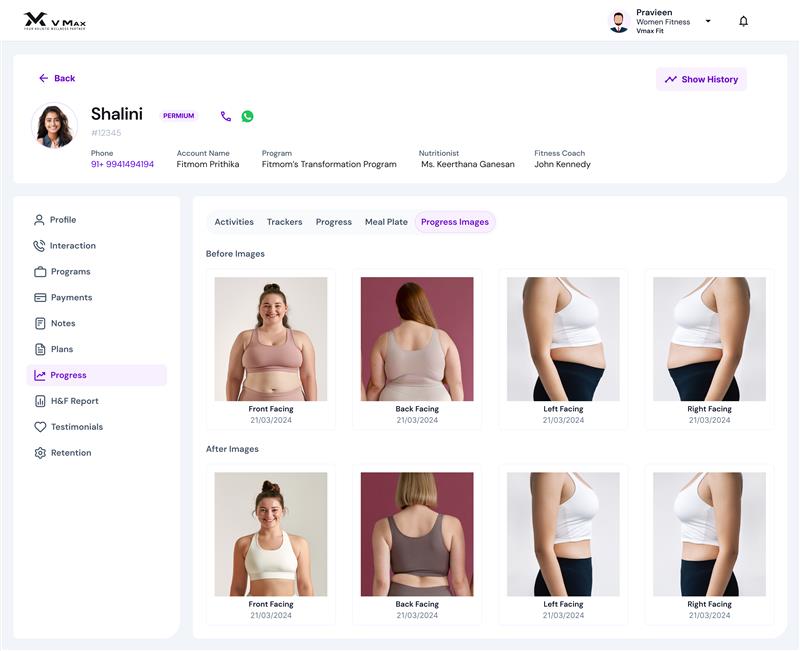 V MAX
YOUR HOLISTIC WELLNESS PARTNER
Pravieen
Women Fitness
Vmax Fit
Back
Show History
Shalini
PERMIUM
#12345
Phone
Account Name
Program
Nutritionist
Fitness Coach
91+ 9941494194
Fitmom Prithika
Fitmom's Transformation Program
Ms. Keerthana Ganesan
John Kennedy
Profile
Interaction
Programs
Payments
Notes
Plans
Progress
H&F Report
Testimonials
Retention
Activities
Trackers
Progress
Meal Plate
Progress Images
Before Images
Front Facing
21/03/2024
Back Facing
21/03/2024
Left Facing
21/03/2024
Right Facing
21/03/2024
After Images
Front Facing
21/03/2024
Back Facing
21/03/2024
Left Facing
21/03/2024
Right Facing
21/03/2024